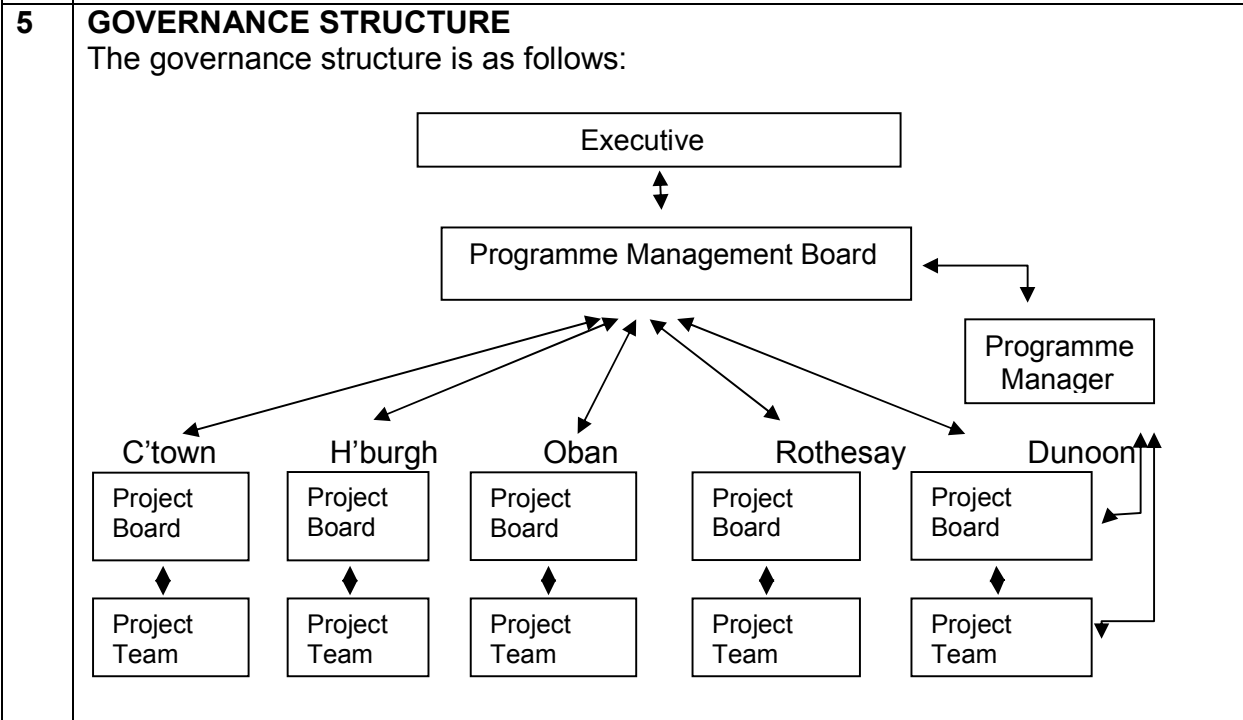 5 GOVERNANCE STRUCTURE
The governance structure is as follows:
Executive
Programme Management Board
Programme
Manager
C'town H'burgh Oban Rothesay Dunoon
Project Project Project Project Project
Board Board Board Board Board
Project Project Project Project Project
Team Team Team Team Team